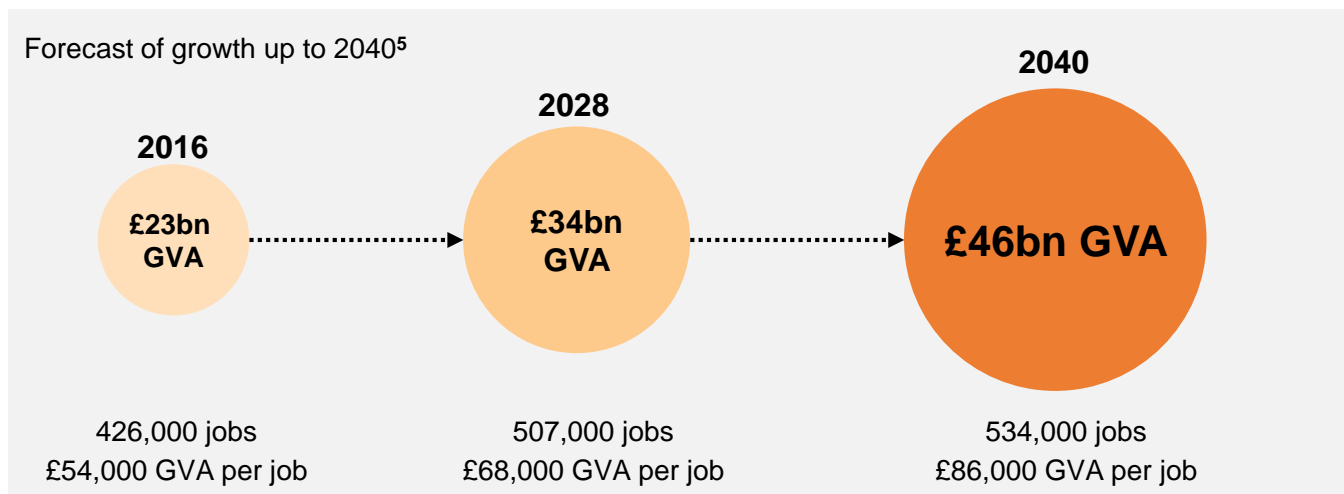 Forecast of growth up to 2040⁵
2016
£23bn
GVA
426,000 jobs
£54,000 GVA per job
2028
£34bn
GVA
507,000 jobs
£68,000 GVA per job
2040
£46bn GVA
534,000 jobs
£86,000 GVA per job